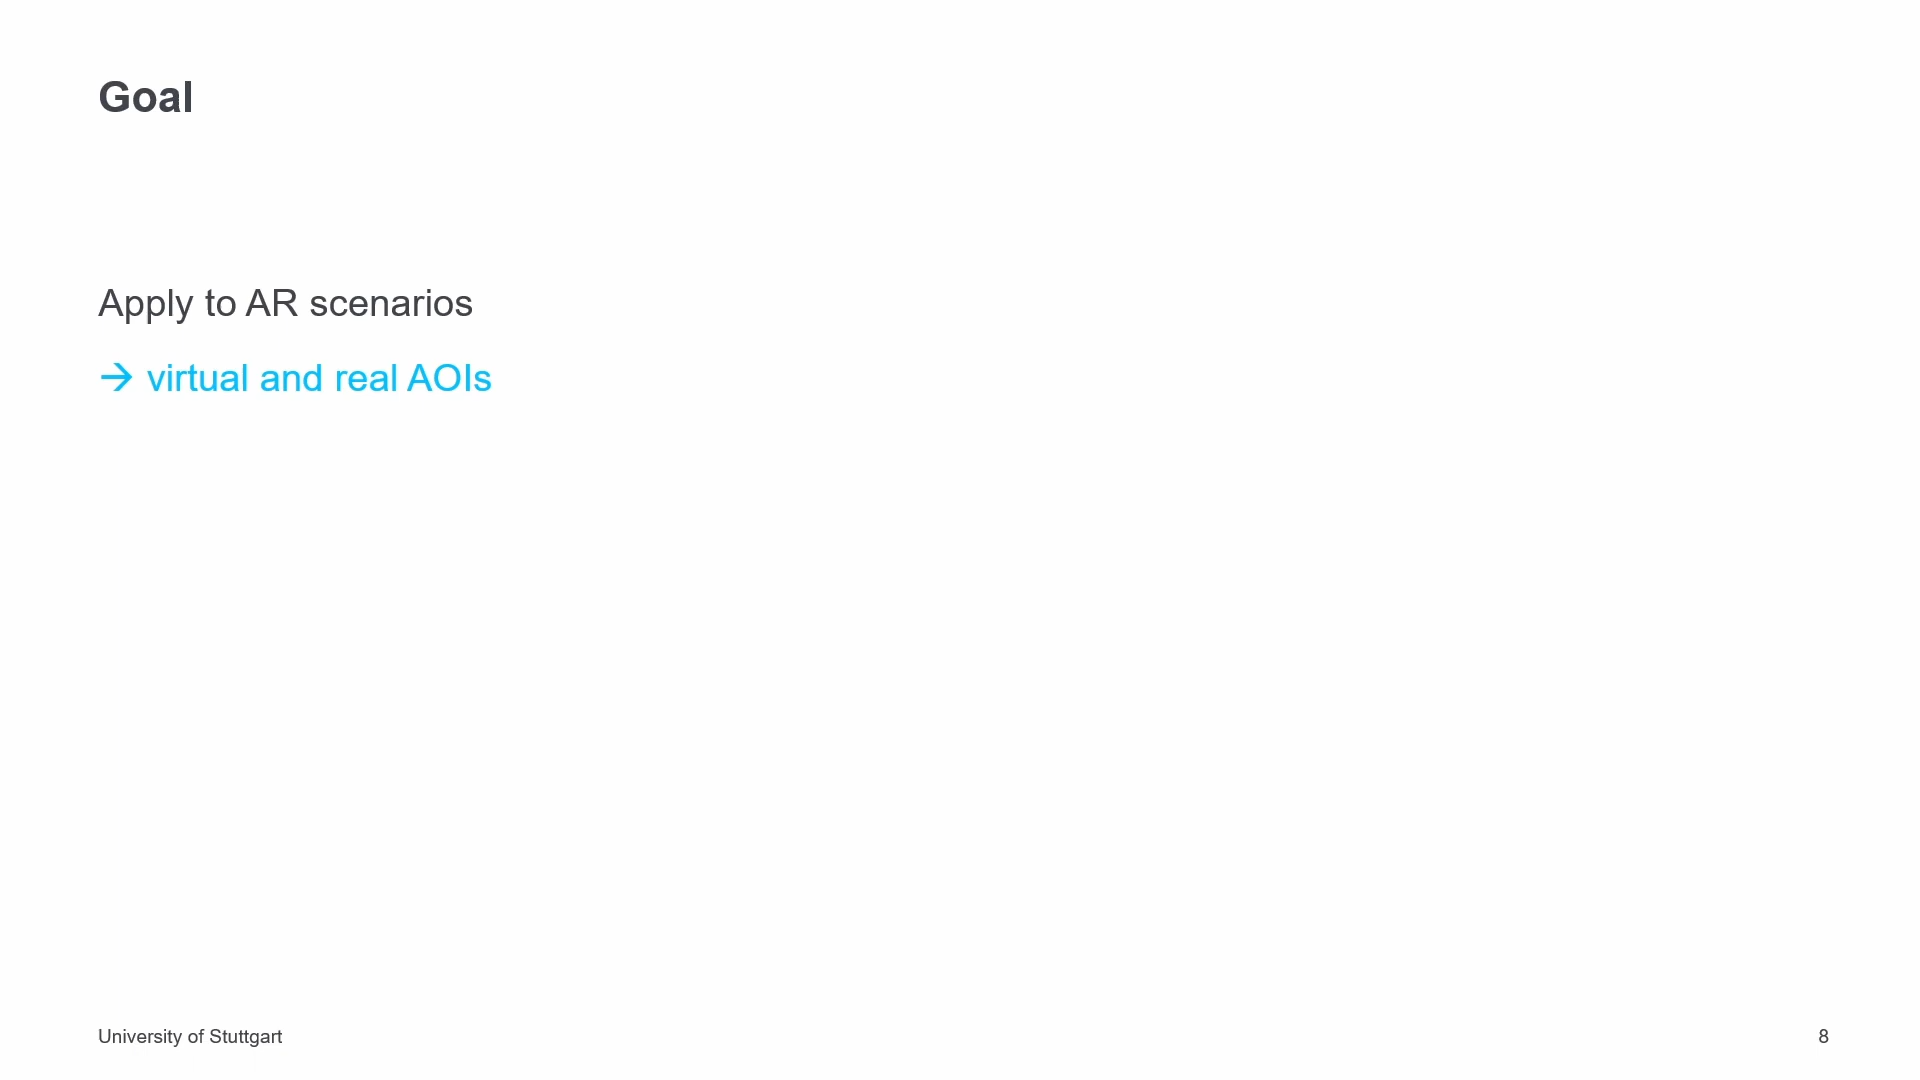 Goal
Apply to AR scenarios
→ virtual and real AOIs
University of Stuttgart
8